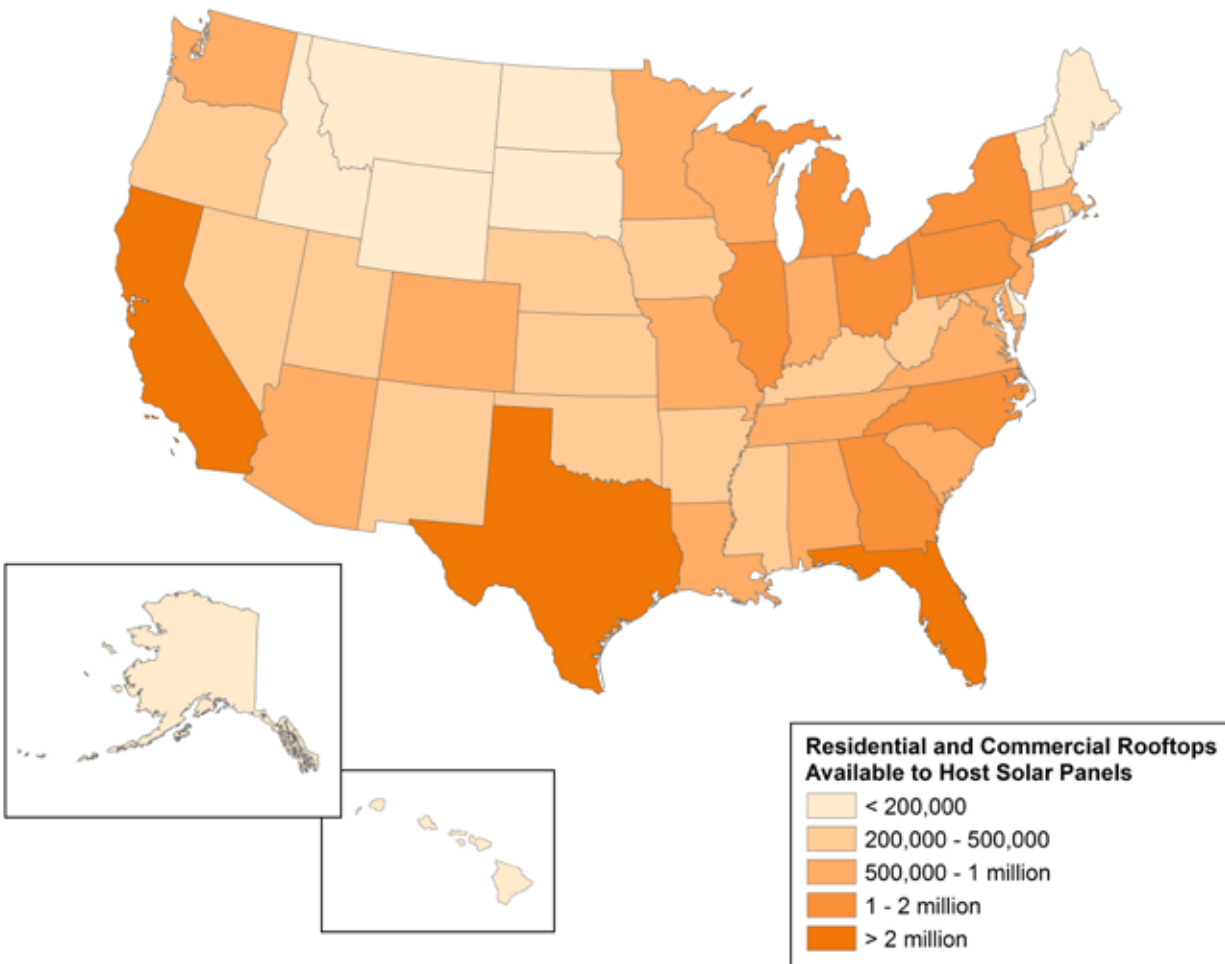 Residential and Commercial Rooftops
Available to Host Solar Panels
< 200,000
200,000 - 500,000
500,000 - 1 million
1 - 2 million
> 2 million